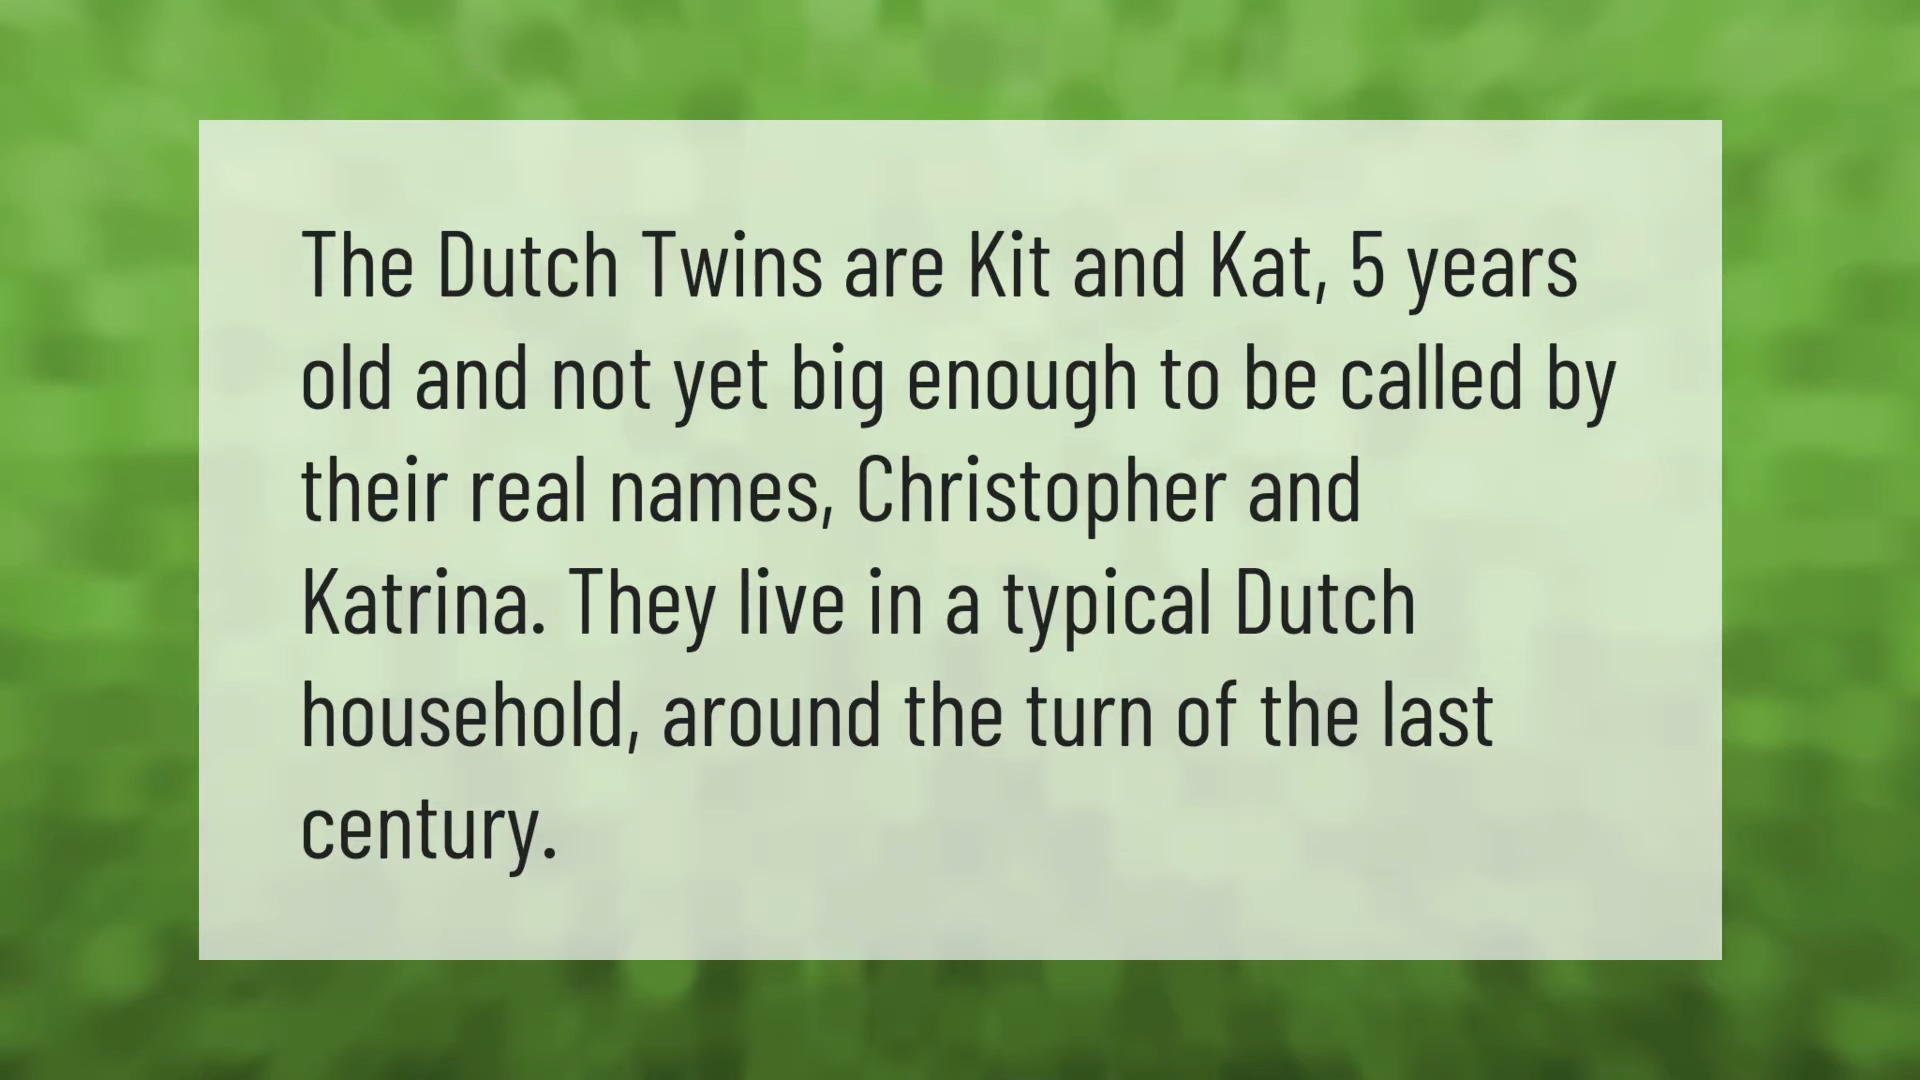 The Dutch Twins are Kit and Kat, 5 years
old and not yet big enough to be called by
their real names, Christopher and
Katrina. They live in a typical Dutch
household, around the turn of the last
century.